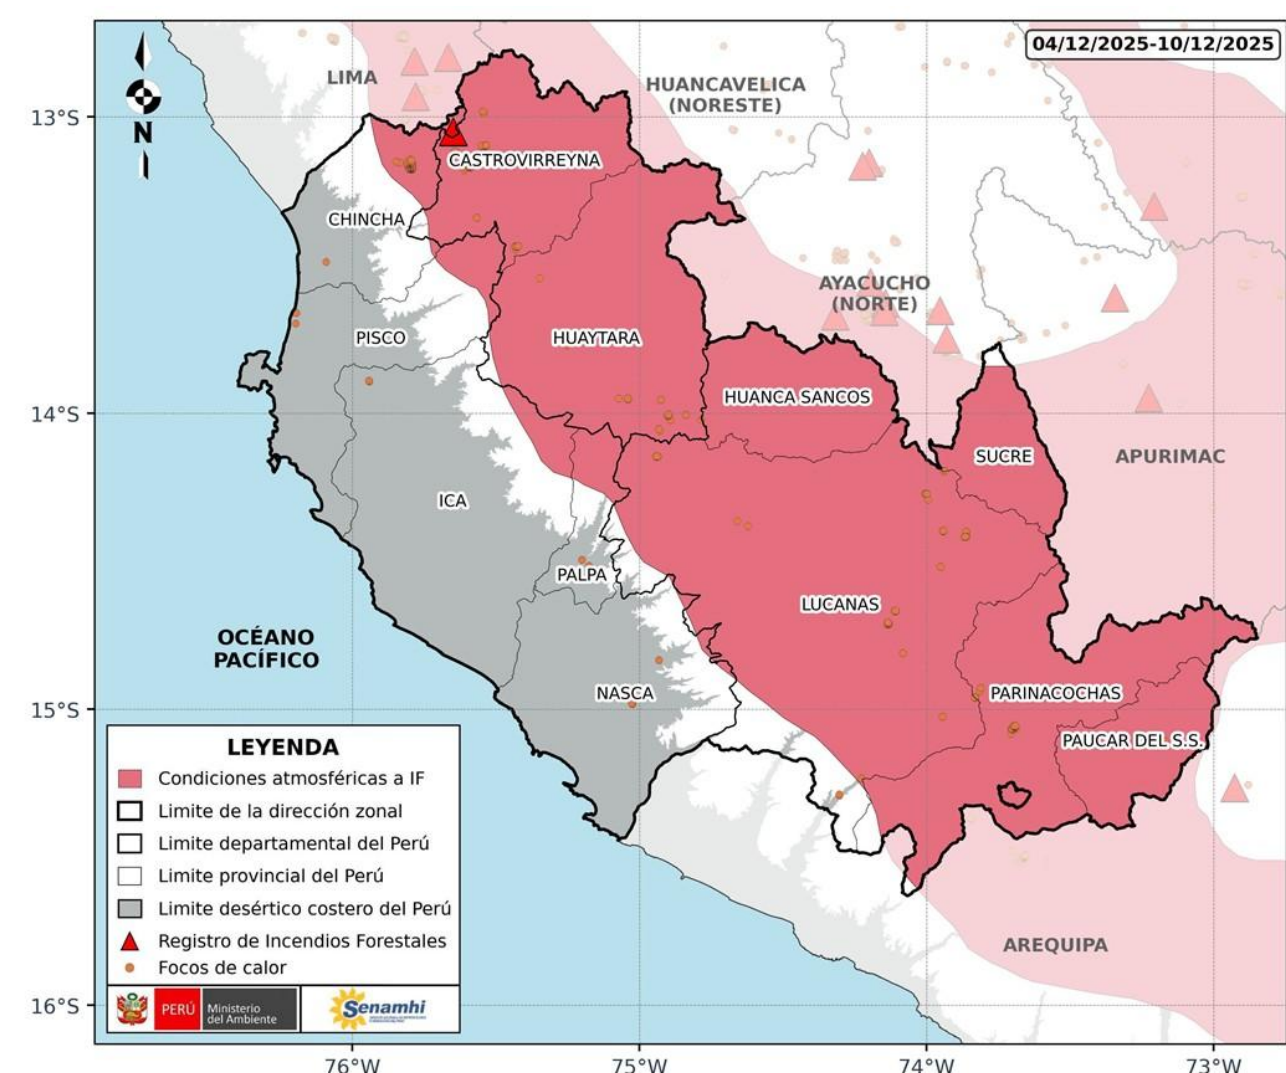 04/12/2025-10/12/2025
LIMA
HUANCAVELICA
(NORESTE)
13°S
N
CASTROVIRREYNA
CHINCHA
AYACUCHO
(NORTE)
PISCO
HUAYTARA
HUANCA SANCOS
14°S
SUCRE
APURIMAC
ICA
PALPA
LUCANAS
OCÉANO
PACÍFICO
NASCA
PARINACOCHAS
15°S
PAUCAR DEL S.S.
LEYENDA
Condiciones atmosféricas a IF
Limite de la dirección zonal
Limite departamental del Perú
Limite provincial del Perú
Limite desértico costero del Perú
Registro de Incendios Forestales
Focos de calor
AREQUIPA
PERÚ
Ministerio
del Ambiente
Senamhi
16°S
76°W
75°W
74°W
73°W